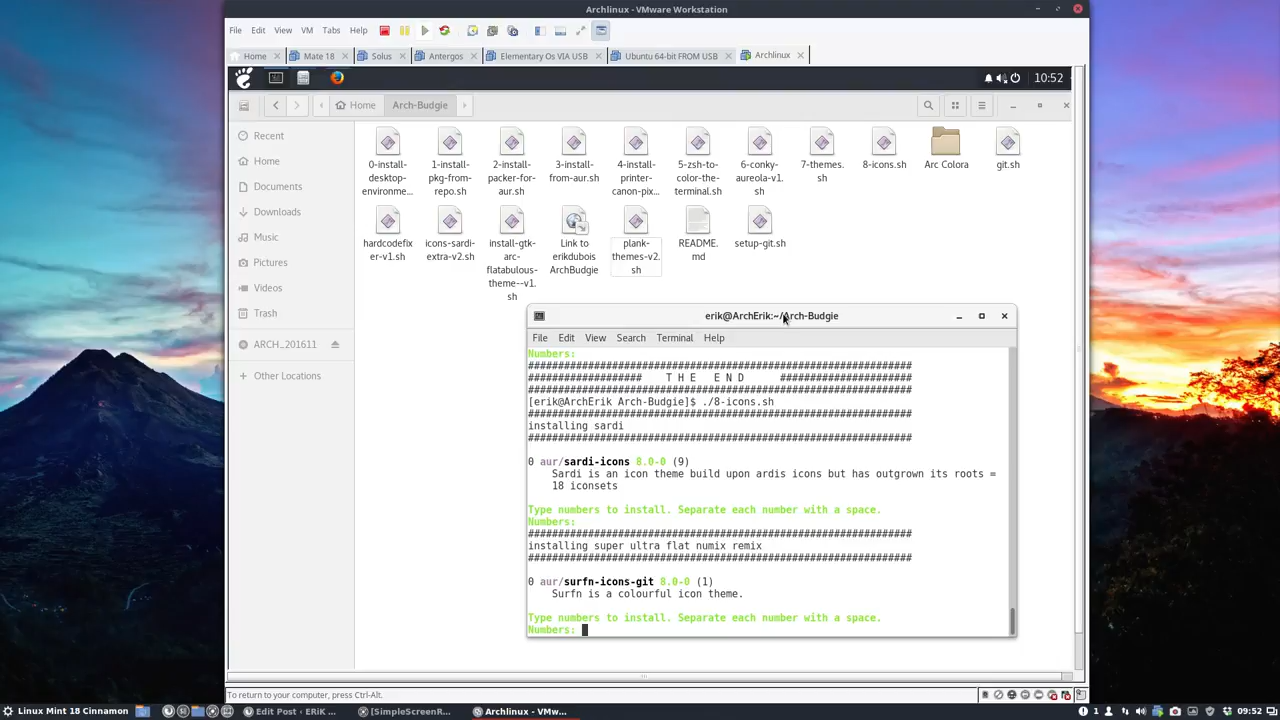 Archlinux - VMware Workstation
File Edit View VM Tabs Help
Home Mate 18 Solus Antergos Elementary Os VIA USB Ubuntu 64-bit FROM USB Archlinux
10:52
Home Arch-Budgie
Recent
Home
Documents
Downloads
Music
Pictures
Videos
Trash
ARCH_201611
Other Locations
0-install-
desktop-
environme...
1-install-
pkg-from-
repo.sh
2-install-
packer-for-
aur.sh
3-install-
from-aur.sh
4-install-
printer-
canon-pix...
5-zsh-to-
color-the-
terminal.sh
6-conky-
aureola-v1.
sh
7-themes.
sh
8-icons.sh
Arc Colora
git.sh
hardcodefix
er-v1.sh
icons-sardi-
extra-v2.sh
install-gtk-
arc-
flatabulous-
theme--v1.
sh
Link to
erikdubois
ArchBudgie
plank-
themes-v2.
sh
README.
md
setup-git.sh
erik@ArchErik:~/Arch-Budgie
File Edit View Search Terminal Help
Numbers:
################################################################
################### T H E E N D ######################
################################################################
[erik@ArchErik Arch-Budgie]$ ./8-icons.sh
################################################################
installing sardi
################################################################
0 aur/sardi-icons 8.0-0 (9)
Sardi is an icon theme build upon ardis icons but has outgrown its roots =
18 iconsets
Type numbers to install. Separate each number with a space.
Numbers:
################################################################
installing super ultra flat numix remix
################################################################
0 aur/surfn-icons-git 8.0-0 (1)
Surfn is a colourful icon theme.
Type numbers to install. Separate each number with a space.
Numbers:
To return to your computer, press Ctrl-Alt.
Linux Mint 18 Cinnamon Edit Post ‹ ERiK ... [SimpleScreenR... Archlinux - VMw... 1 09:52